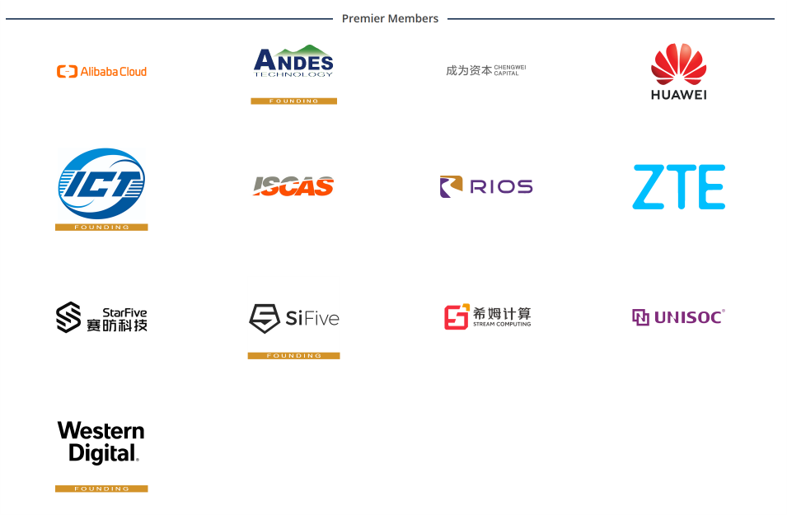 Premier Members
Alibaba Cloud
ANDES
TECHNOLOGY
FOUNDING
成为资本 CHENGWEI
CAPITAL
HUAWEI
ICT
FOUNDING
ISCAS
RIOS
ZTE
StarFive
赛昉科技
SiFive
FOUNDING
希姆计算
STREAM COMPUTING
UNISOC®
Western
Digital.
FOUNDING